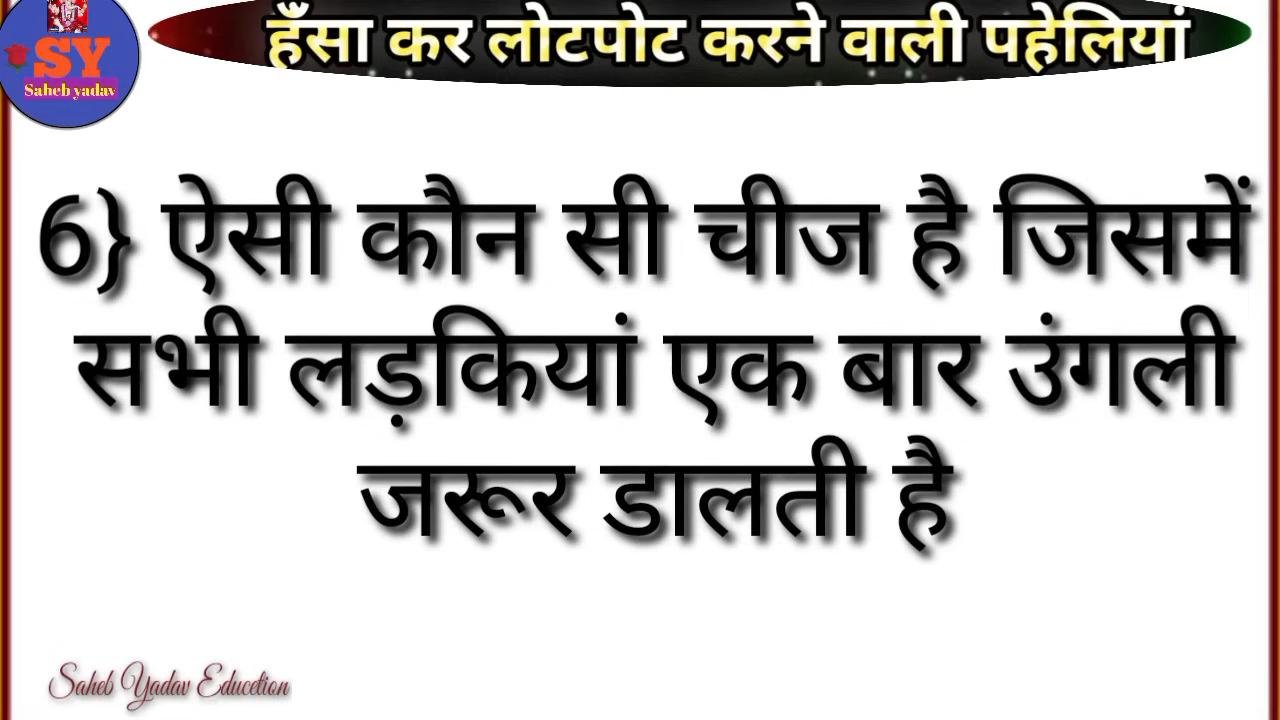 हँसा कर लोटपोट करने वाली पहेलियां
SY
Saheb yadav
6} ऐसी कौन सी चीज है जिसमें
सभी लड़कियां एक बार उंगली
जरूर डालती है
Saheb Yadav Educetion